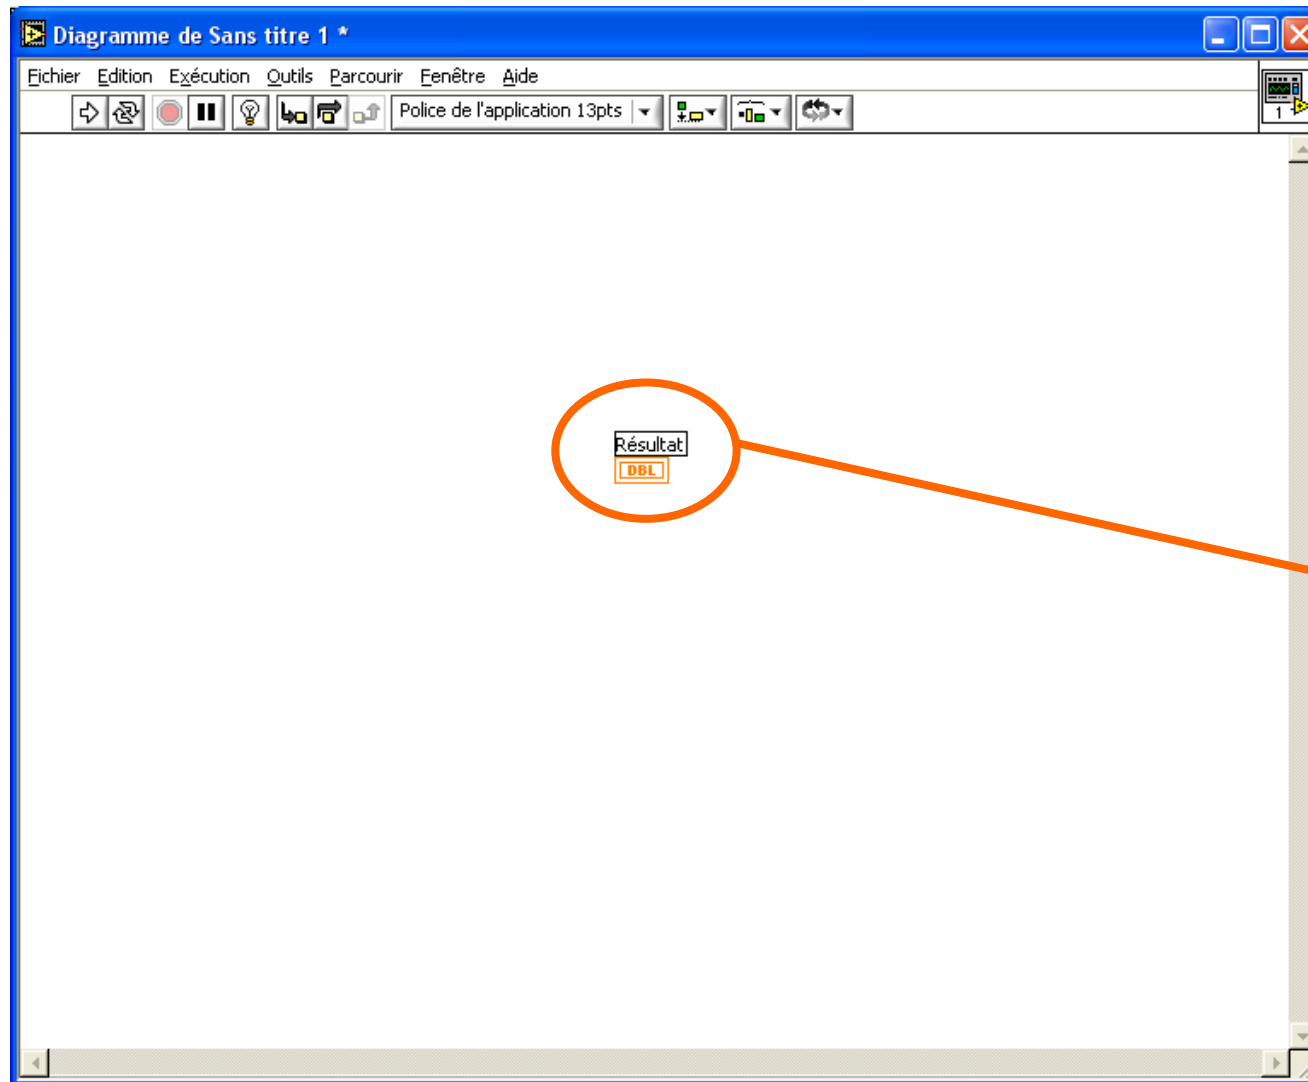 Diagramme de Sans titre 1 *
Fichier Edition Exécution Outils Parcourir Fenêtre Aide
Police de l'application 13pts
1
Résultat
DBL